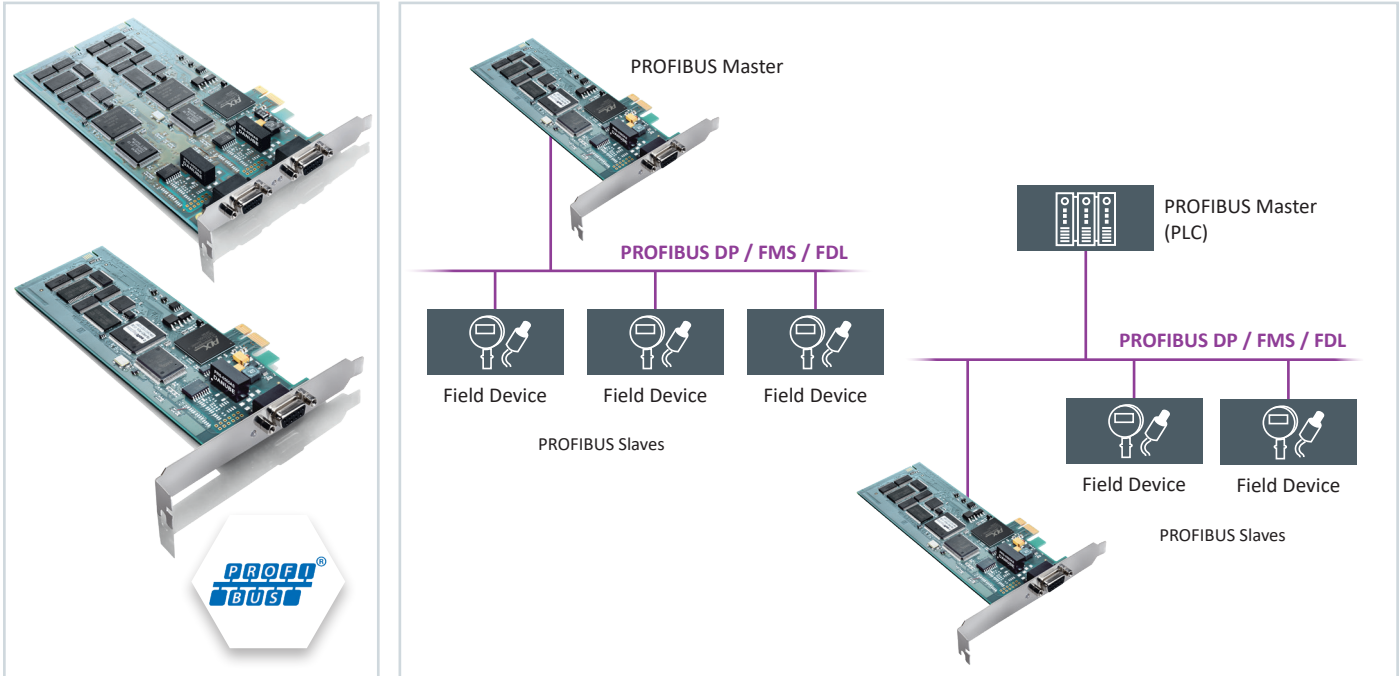 PROFI®
BUS
PROFIBUS Master
PROFIBUS DP / FMS / FDL
Field Device
Field Device
Field Device
PROFIBUS Slaves
PROFIBUS Master
(PLC)
PROFIBUS DP / FMS / FDL
Field Device
Field Device
PROFIBUS Slaves